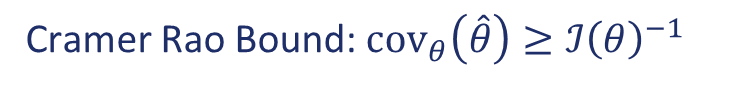 Cramer Rao Bound: cov_θ(θ̂) ≥ ℐ(θ)⁻¹